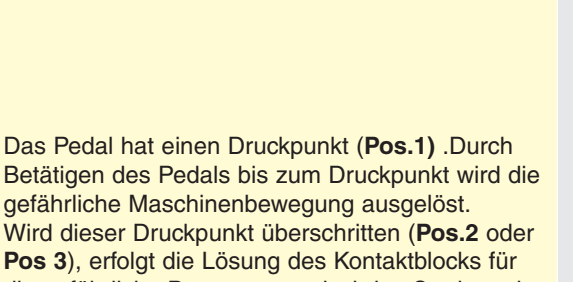 Das Pedal hat einen Druckpunkt (Pos.1) .Durch
Betätigen des Pedals bis zum Druckpunkt wird die
gefährliche Maschinenbewegung ausgelöst.
Wird dieser Druckpunkt überschritten (Pos.2 oder
Pos 3), erfolgt die Lösung des Kontaktblocks für